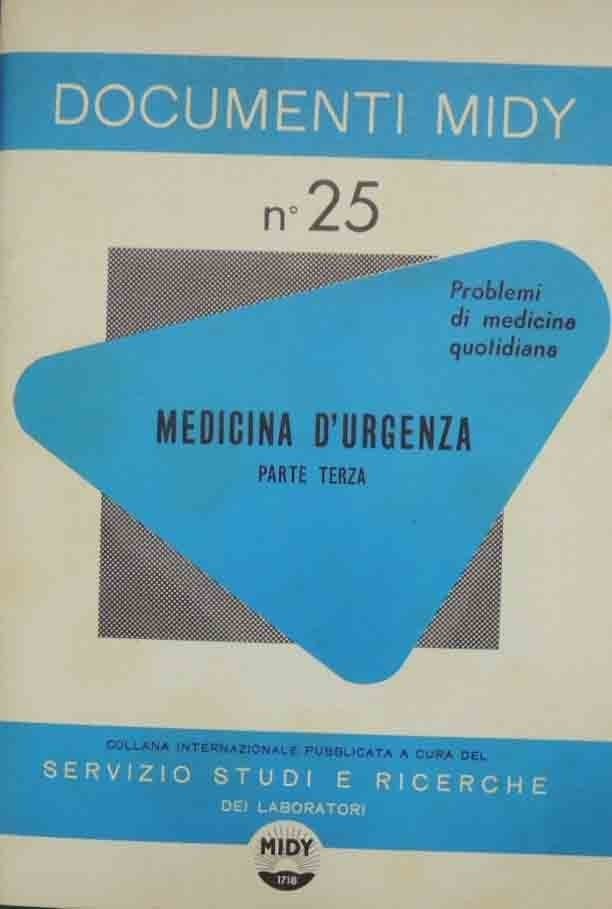 DOCUMENTI MIDY
n° 25
Problemi
di medicina
quotidiana
MEDICINA D'URGENZA
PARTE TERZA
COLLANA INTERNAZIONALE PUBBLICATA A CURA DEL
SERVIZIO STUDI E RICERCHE
DEI LABORATORI
MIDY
1718